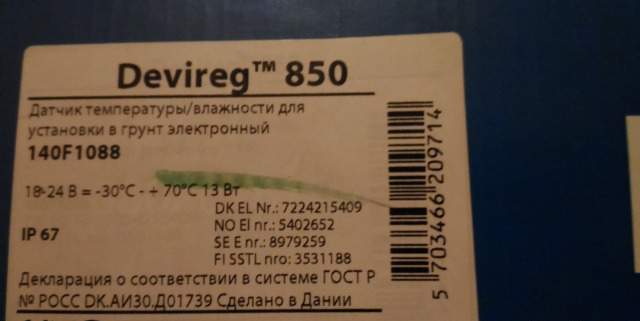 Devireg™ 850
Датчик температуры/влажности для
установки в грунт электронный
140F1088
18-24 В = -30°C - + 70°C 13 Вт
DK EL Nr.: 7224215409
NO El nr.: 5402652
IP 67
SE E nr.: 8979259
FI SSTL nro: 3531188
Декларация о соответствии в системе ГОСТ Р
№ РОСС DK.АИ30.Д01739 Сделано в Дании
5 703466 209714